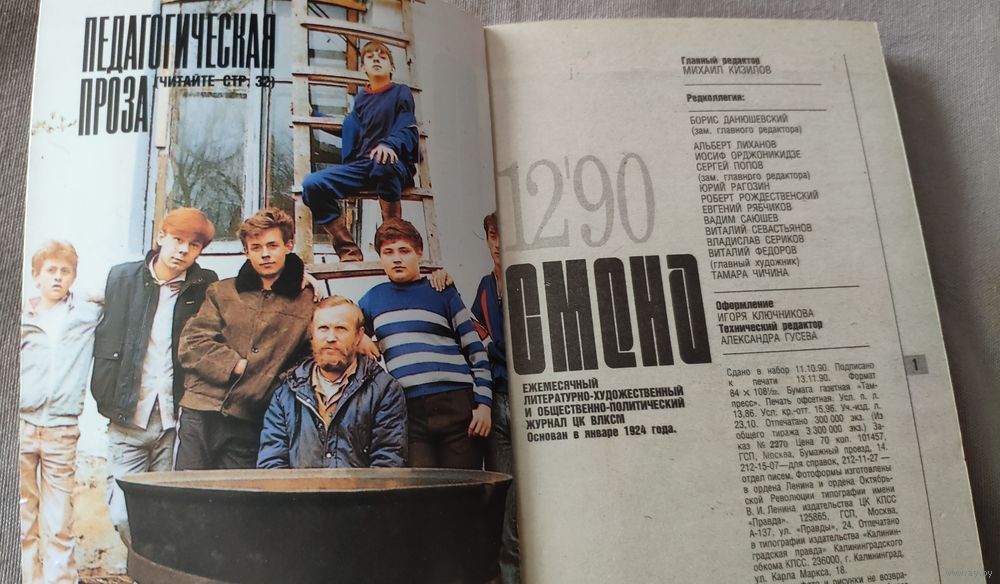 ПЕДАГОГИЧЕСКАЯ
ПРОЗА (ЧИТАЙТЕ СТР. 32)
Главный редактор
МИХАИЛ КИЗИЛОВ
Редколлегия:
БОРИС ДАНЮШЕВСКИЙ
(зам. главного редактора)
АЛЬБЕРТ ЛИХАНОВ
ИОСИФ ОРДЖОНИКИДЗЕ
СЕРГЕЙ ПОПОВ
(зам. главного редактора)
ЮРИЙ РАГОЗИН
РОБЕРТ РОЖДЕСТВЕНСКИЙ
ЕВГЕНИЙ РЯБЧИКОВ
ВАДИМ САЮШЕВ
ВИТАЛИЙ СЕВАСТЬЯНОВ
ВЛАДИСЛАВ СЕРИКОВ
ВИТАЛИЙ ФЕДОРОВ
(главный художник)
ТАМАРА ЧИЧИНА
12'90
смена
ЕЖЕМЕСЯЧНЫЙ
ЛИТЕРАТУРНО-ХУДОЖЕСТВЕННЫЙ
И ОБЩЕСТВЕННО-ПОЛИТИЧЕСКИЙ
ЖУРНАЛ ЦК ВЛКСМ
Основан в январе 1924 года.
Оформление
ИГОРЯ КЛЮЧНИКОВА
Технический редактор
АЛЕКСАНДРА ГУСЕВА
Сдано в набор 11.10.90. Подписано
к печати 13.11.90. Формат
84 × 108¹/₃₂. Бумага газетная «Там-
пресс». Печать офсетная. Усл. п. л.
13,86. Усл. кр.-отт. 15,96. Уч.-изд. л.
23,10. Отпечатано 300 000 экз. (Из
общего тиража 3 300 000 экз.) За-
каз № 2270 Цена 70 коп. 101457,
ГСП, Москва, Бумажный проезд, 14.
212-15-07—для справок, 212-11-27 —
отдел писем. Фотоформы изготовлены
в ордена Ленина и ордена Октябрь-
ской Революции типографии имени
В. И. Ленина издательства ЦК КПСС
«Правда». 125865, ГСП, Москва,
А-137, ул. «Правды», 24. Отпечатано
в типографии издательства «Калинин-
градская правда» Калининградского
обкома КПСС. 236000, г. Калининград,
ул. Карла Маркса, 18.
фото и рисунки не возвра-
1